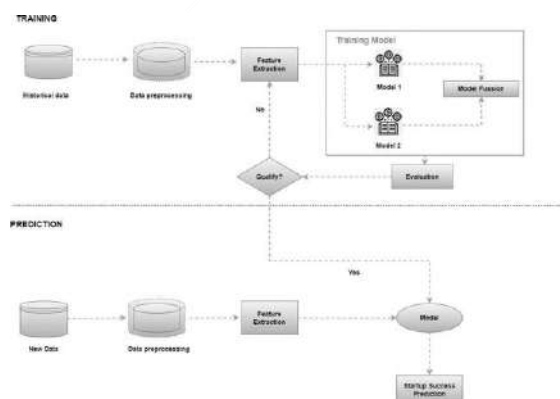 TRAINING
Training Model
Feature
Extraction
Model 1
Model Fussion
Historical data
Data preprocessing
No
Model 2
Qualify?
Evaluation
PREDICTION
Yes
Feature
Extraction
Model
New Data
Data preprocessing
Startup Success
Prediction